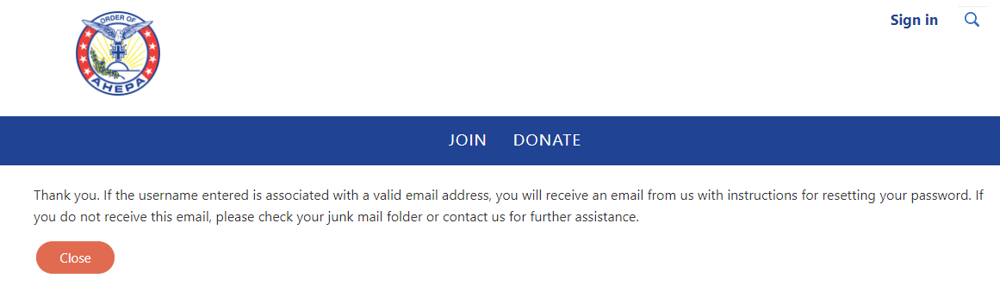 ORDER OF
AHEPA
Sign in
JOIN DONATE
Thank you. If the username entered is associated with a valid email address, you will receive an email from us with instructions for resetting your password. If
you do not receive this email, please check your junk mail folder or contact us for further assistance.
Close